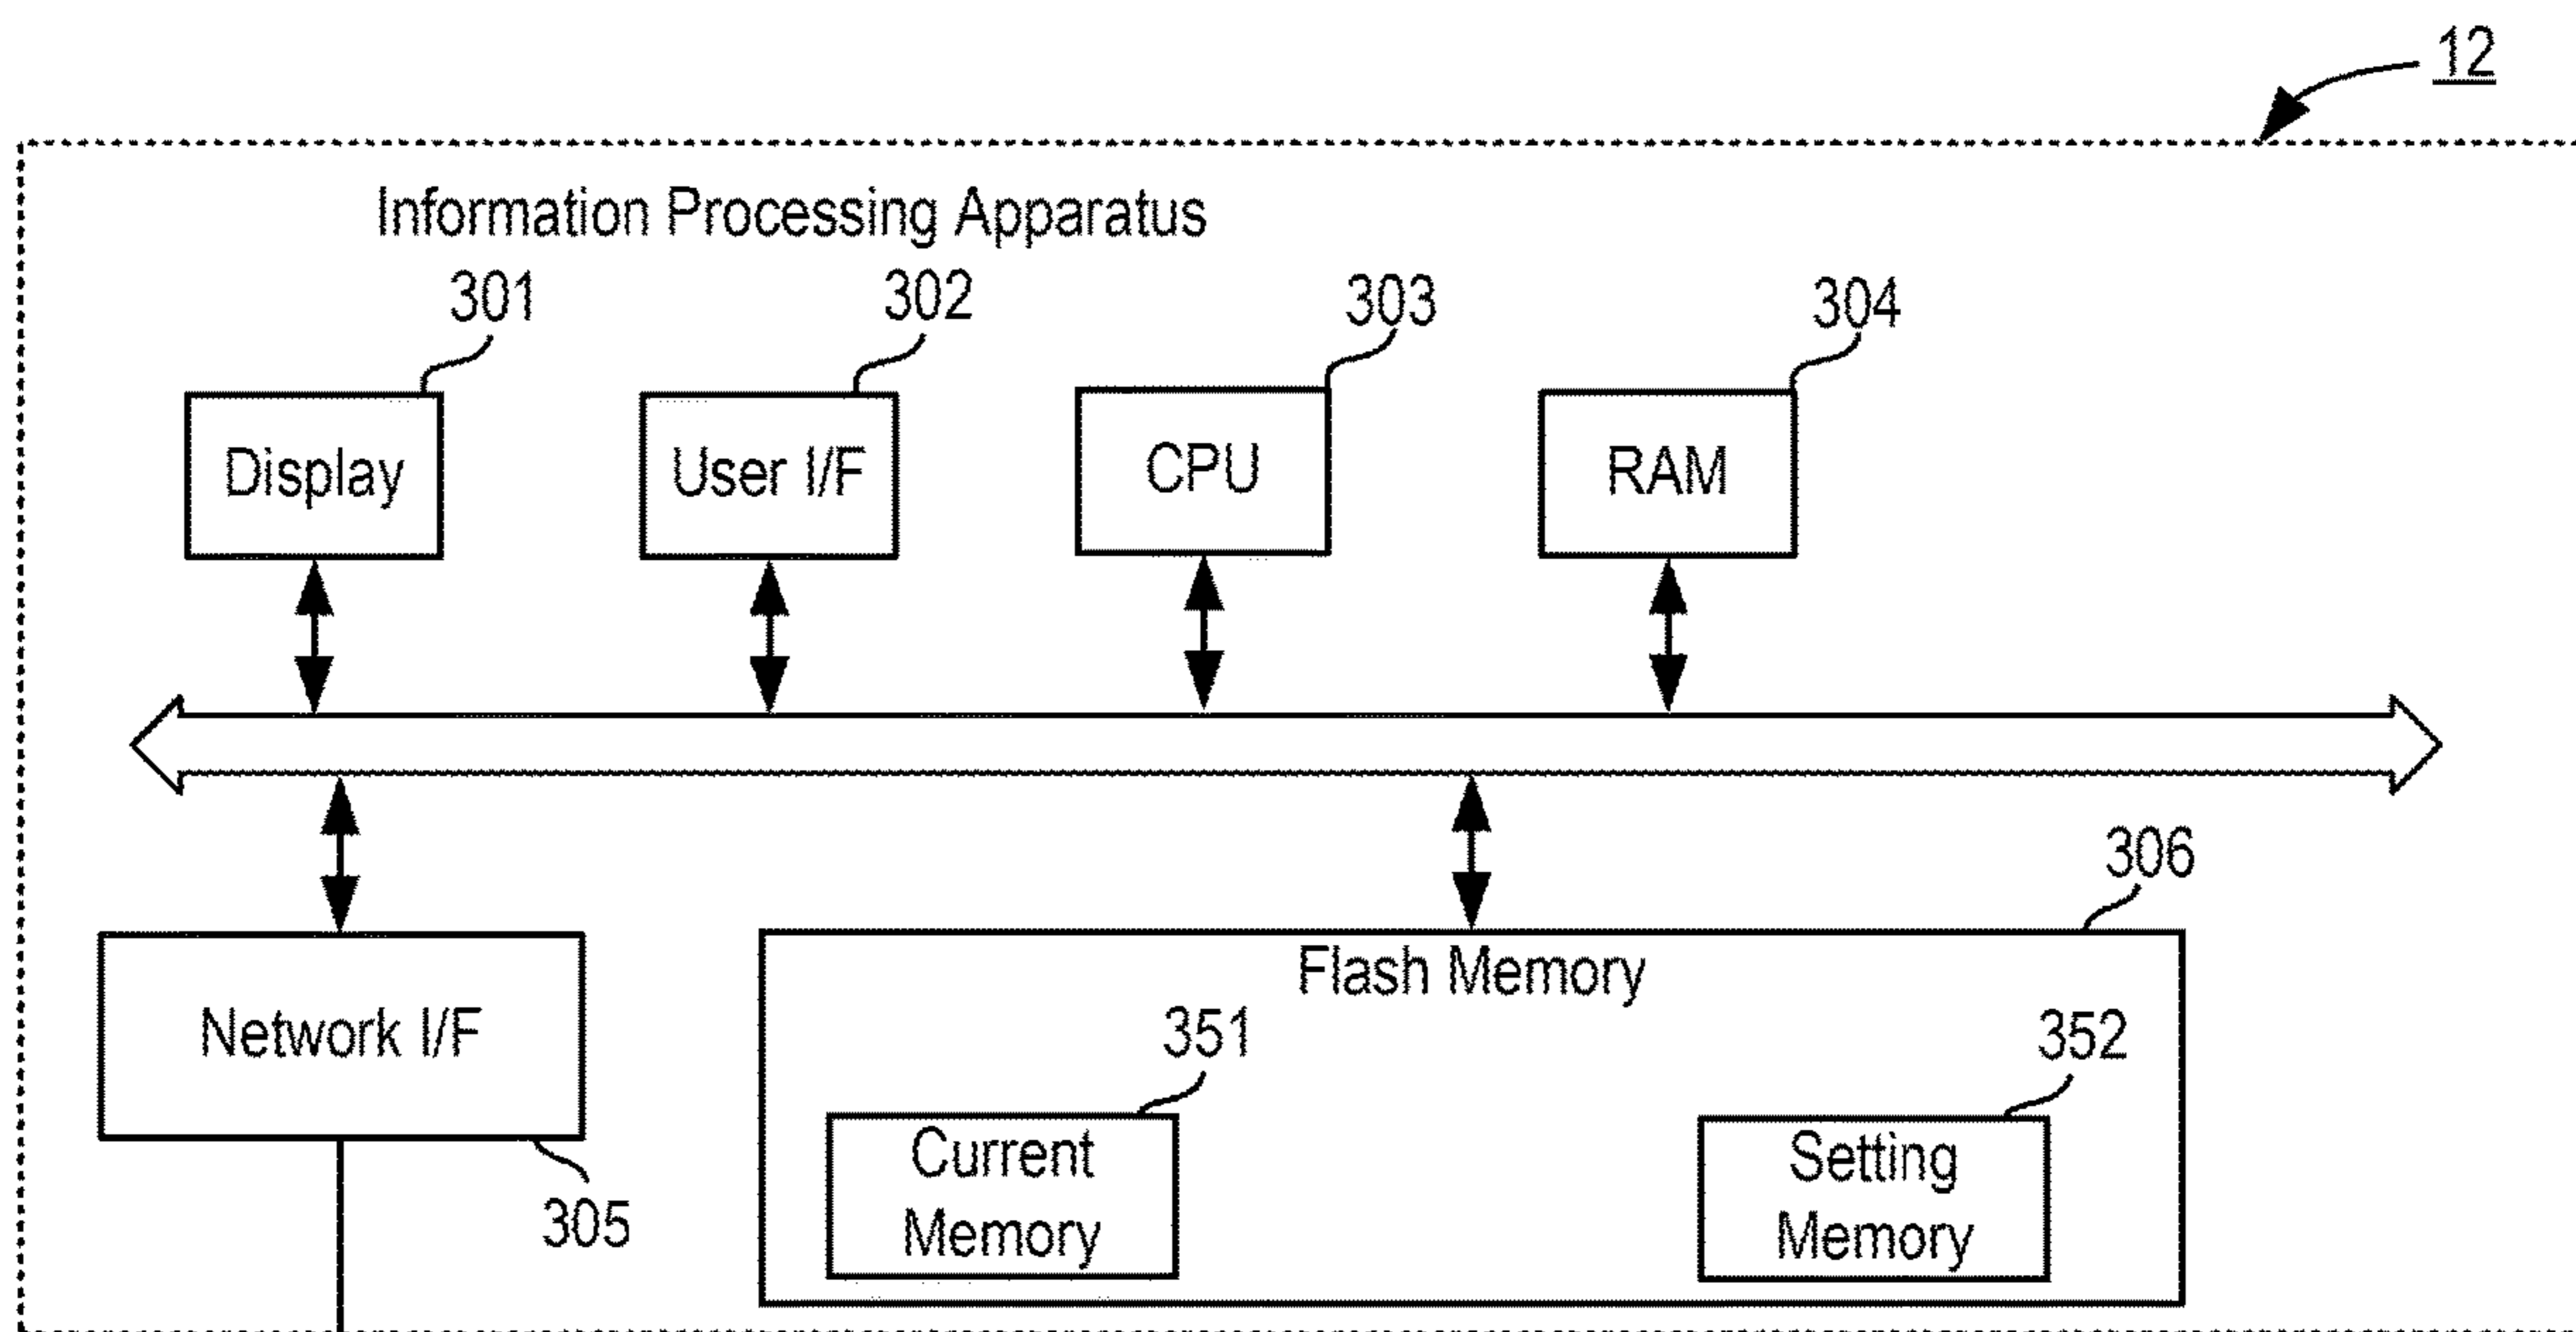 12
Information Processing Apparatus
301
302
303
304
Display
User I/F
CPU
RAM
306
Flash Memory
Network I/F
351
352
Current
Memory
Setting
Memory
305